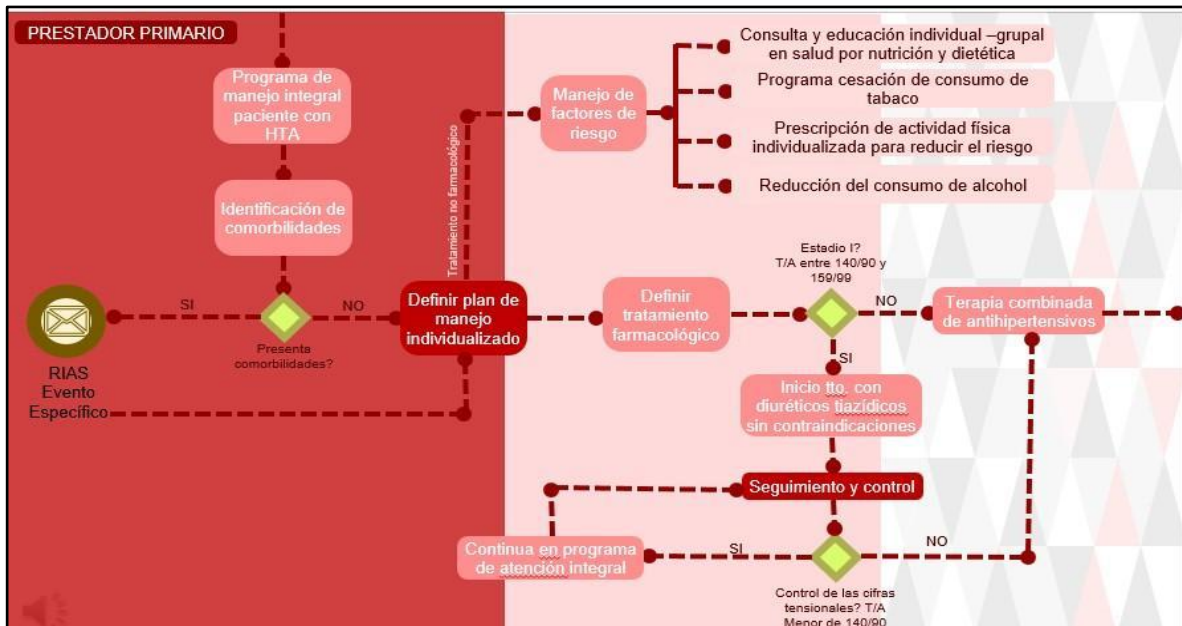 PRESTADOR PRIMARIO
Programa de
manejo integral
paciente con
HTA
Identificación de
comorbilidades
SI
NO
Presenta
comorbilidades?
RIAS
Evento
Específico
Definir plan de
manejo
individualizado
Tratamiento no farmacológico
Manejo de
factores de
riesgo
Consulta y educación individual –grupal
en salud por nutrición y dietética
Programa cesación de consumo de
tabaco
Prescripción de actividad física
individualizada para reducir el riesgo
Reducción del consumo de alcohol
Definir
tratamiento
farmacológico
Estadio I?
T/A entre 140/90 y
159/99
NO
Terapia combinada
de antihipertensivos
SI
Inicio tto. con
diuréticos tiazídicos
sin contraindicaciones
Seguimiento y control
Continua en programa
de atención integral
SI
NO
Control de las cifras
tensionales? T/A
Menor de 140/90